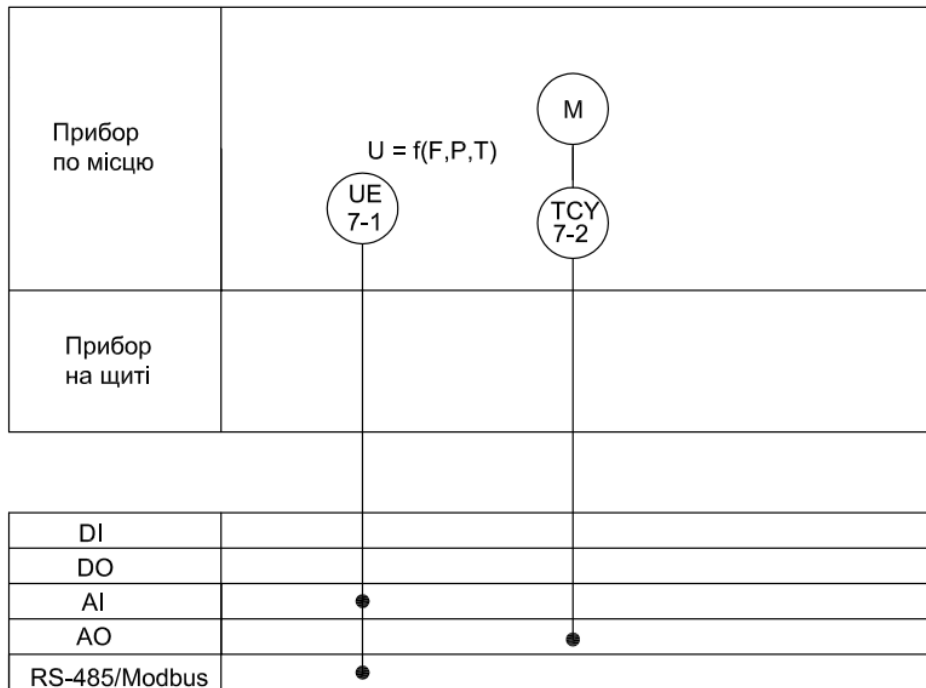 Прибор
по місцю
U = f(F,P,T)
M
UE
7-1
TCY
7-2
Прибор
на щиті
DI
DO
AI
AO
RS-485/Modbus